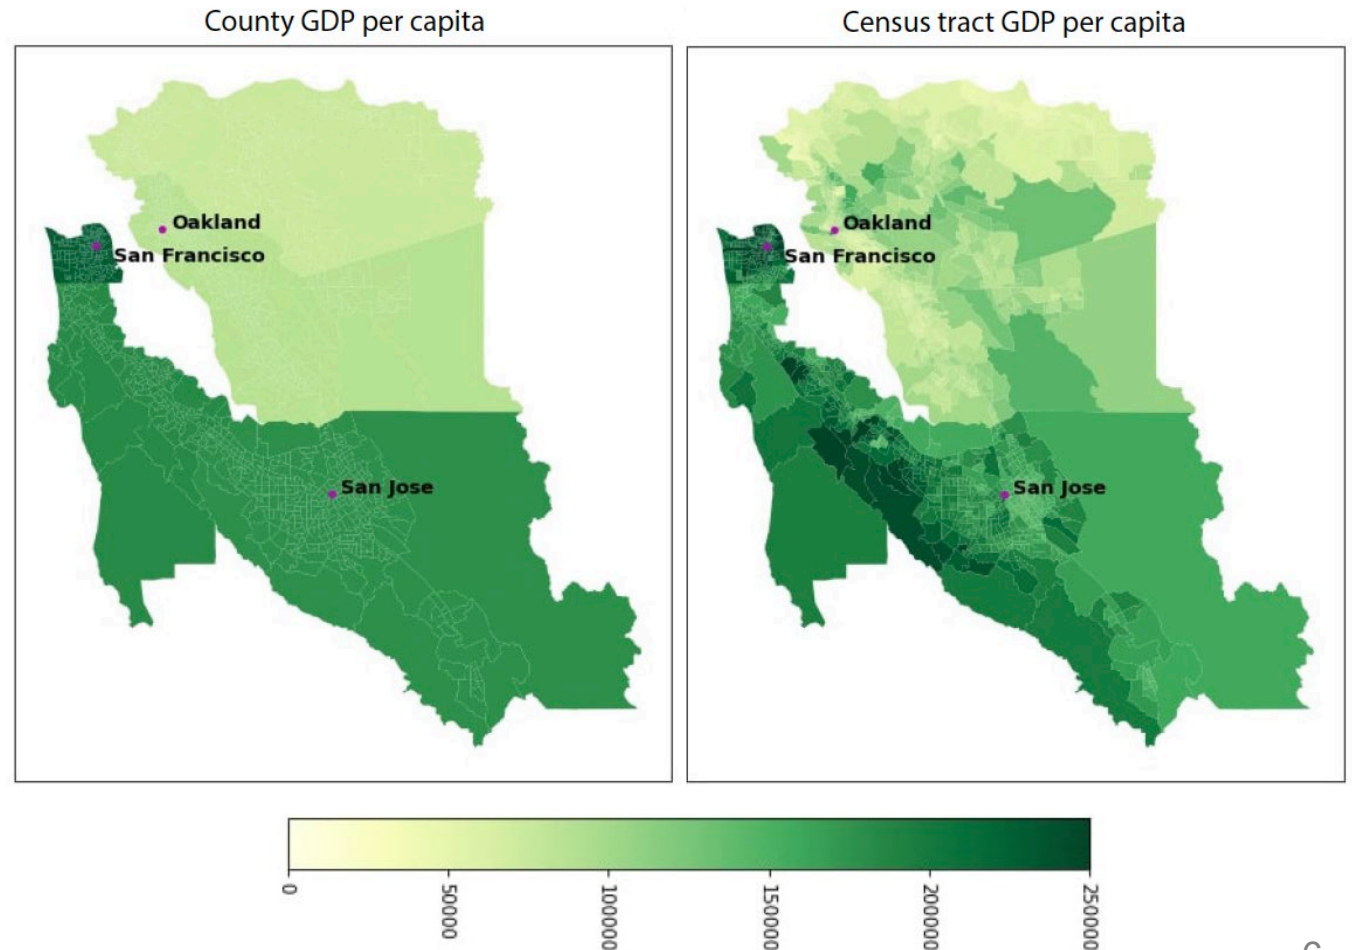 County GDP per capita
Census tract GDP per capita
Oakland
San Francisco
San Jose
Oakland
San Francisco
San Jose
0
50000
100000
150000
200000
250000